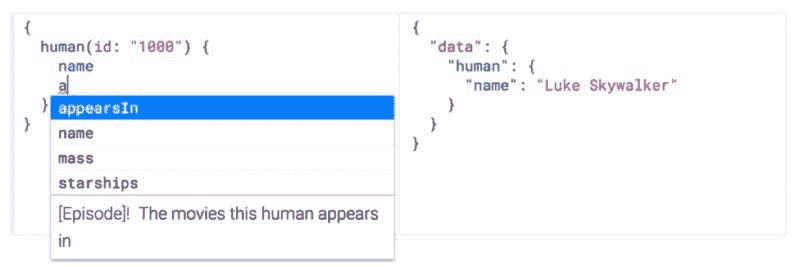 {
  human(id: "1000") {
    name
    a
    appearsIn
    name
    mass
    starships
    [Episode]!  The movies this human appears
    in
  }
}
{
  "data": {
    "human": {
      "name": "Luke Skywalker"
    }
  }
}